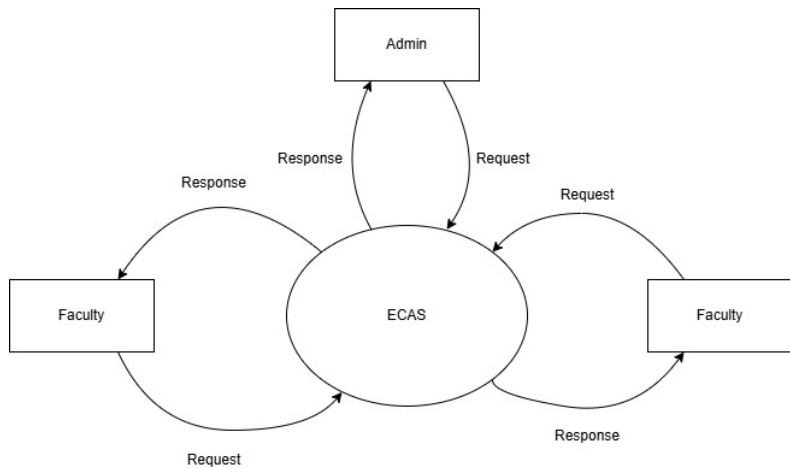 Admin
Response
Request
Response
Request
Faculty
ECAS
Faculty
Response
Request